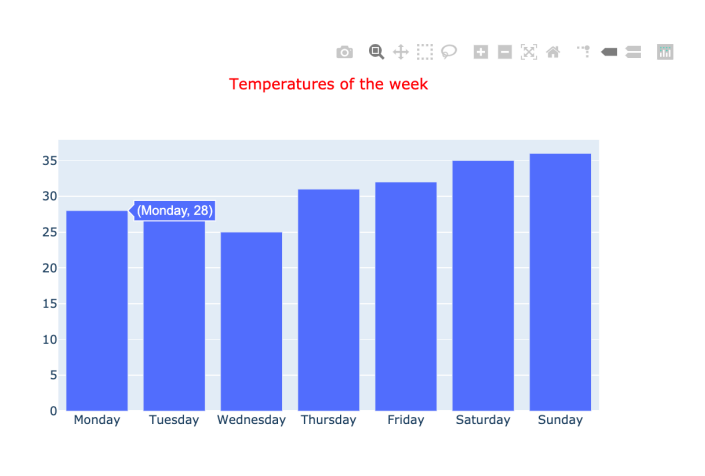 Temperatures of the week
35
30
25
20
15
10
5
0
(Monday, 28)
Monday Tuesday Wednesday Thursday Friday Saturday Sunday